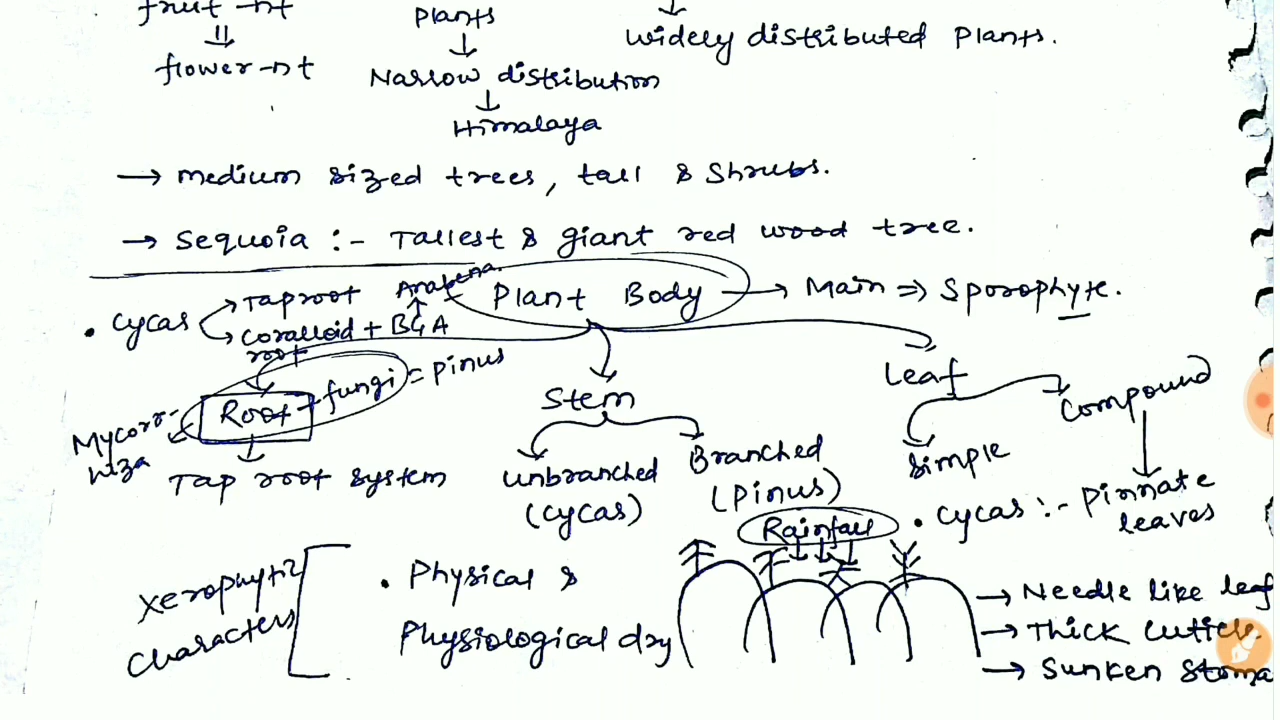 fruit -nt
Plants
widely distributed Plants.
flower-nt
Narrow distribution
Himalaya
→ medium sized trees, tall & Shrubs.
→ Sequoia :- Tallest & giant red wood tree.
• Cycas
→ Taproot
→ Coralloid + BGA
root
Anabena.
Plant Body → Main ⇒ Sporophyte.
Root + fungi = Pinus
Mycorr-
hiza
Tap root system
Stem
unbranched
(Cycas)
Branched
(Pinus)
Leaf
Simple
Compound
• Cycas :- Pinnate
leaves
Rainfall
Xerophytic
Characters
• Physical &
Physiological dry
→ Needle like leaf
→ Thick Cuticle
→ Sunken Stoma